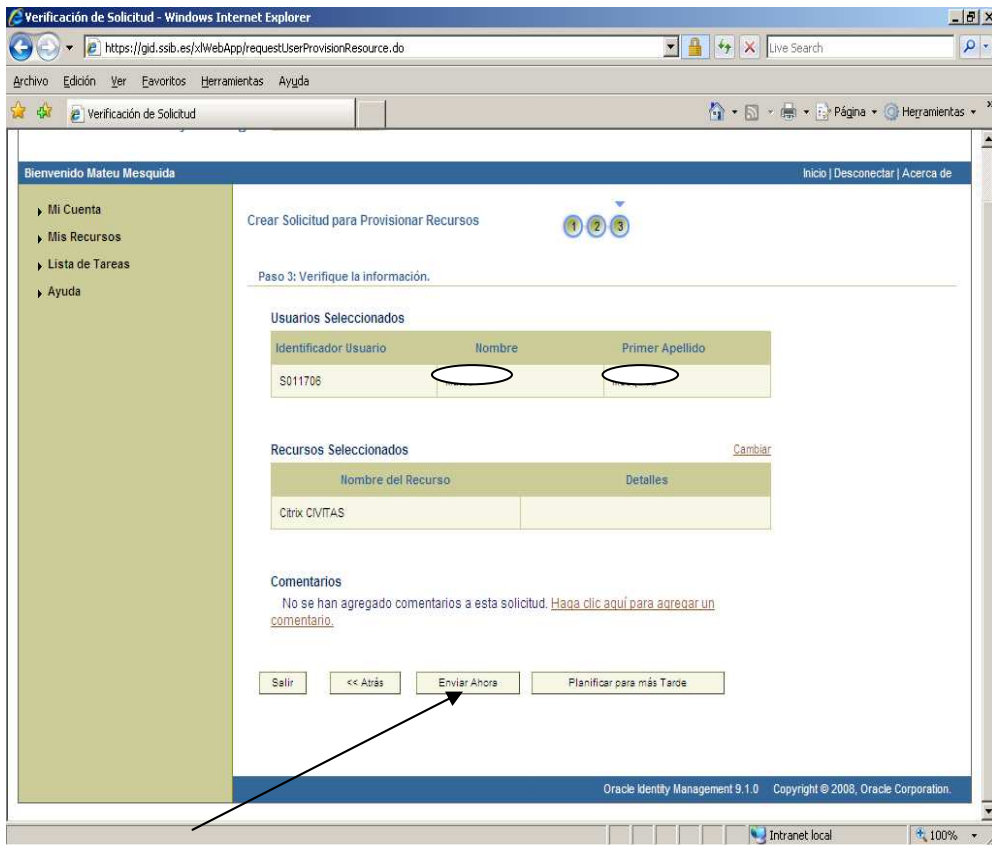 Verificación de Solicitud - Windows Internet Explorer
https://gid.ssib.es/xlWebApp/requestUserProvisionResource.do
Live Search
Archivo Edición Ver Favoritos Herramientas Ayuda
Verificación de Solicitud
Página Herramientas
Bienvenido Mateu Mesquida
Inicio | Desconectar | Acerca de
Mi Cuenta
Mis Recursos
Lista de Tareas
Ayuda
Crear Solicitud para Provisionar Recursos
1 2 3
Paso 3: Verifique la información.
Usuarios Seleccionados
Identificador Usuario Nombre Primer Apellido
S011706
Recursos Seleccionados Cambiar
Nombre del Recurso Detalles
Citrix CIVITAS
Comentarios
No se han agregado comentarios a esta solicitud. Haga clic aquí para agregar un
comentario.
Salir << Atrás Enviar Ahora Planificar para más Tarde
Oracle Identity Management 9.1.0 Copyright © 2008, Oracle Corporation.
Intranet local 100%